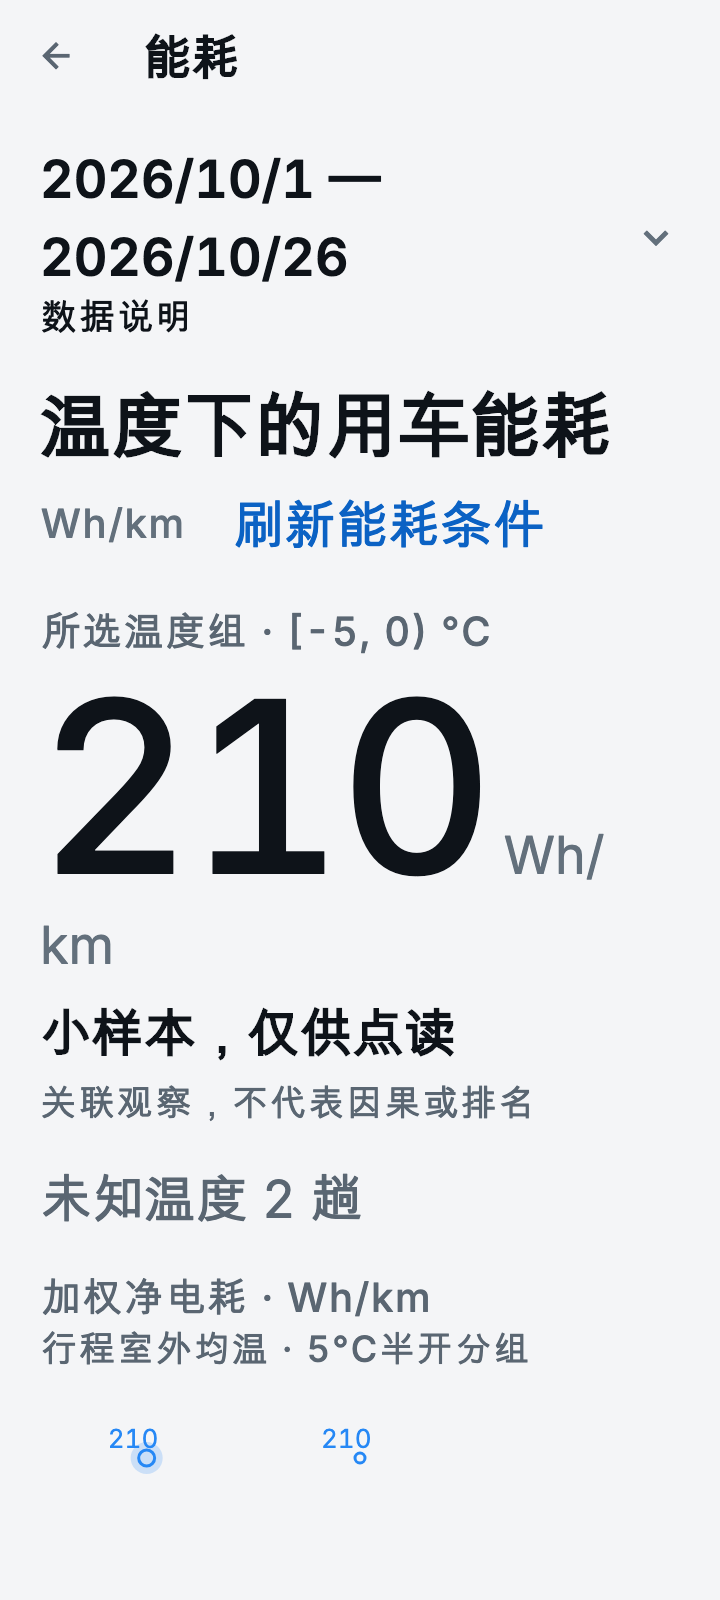 能耗
2026/10/1 —
2026/10/26
数据说明
温度下的用车能耗
Wh/km 刷新能耗条件
所选温度组 · [-5, 0) °C
210 Wh/
km
小样本，仅供点读
关联观察，不代表因果或排名
未知温度 2 趟
加权净电耗 · Wh/km
行程室外均温 · 5°C半开分组
210 210